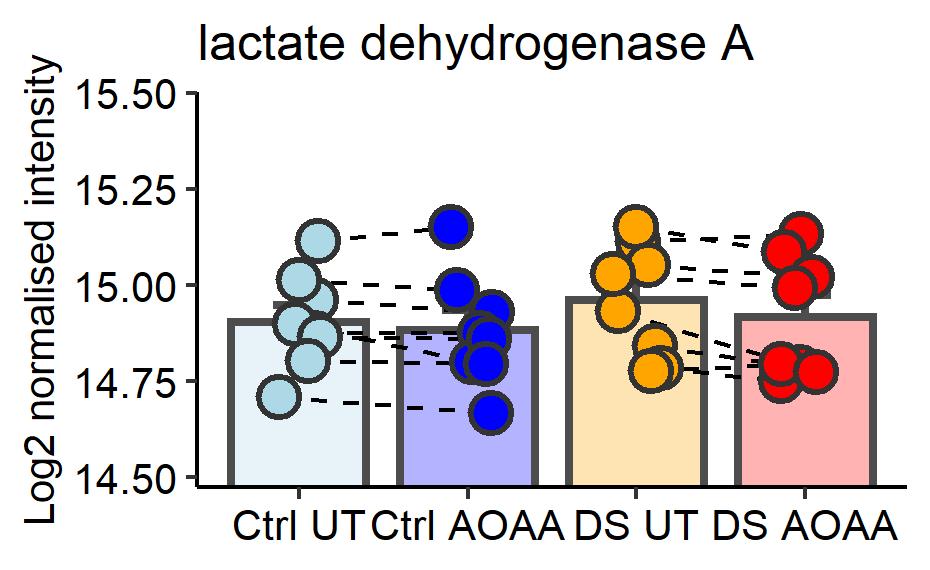 lactate dehydrogenase A
Log2 normalised intensity
15.50
15.25
15.00
14.75
14.50
Ctrl UT Ctrl AOAA DS UT DS AOAA